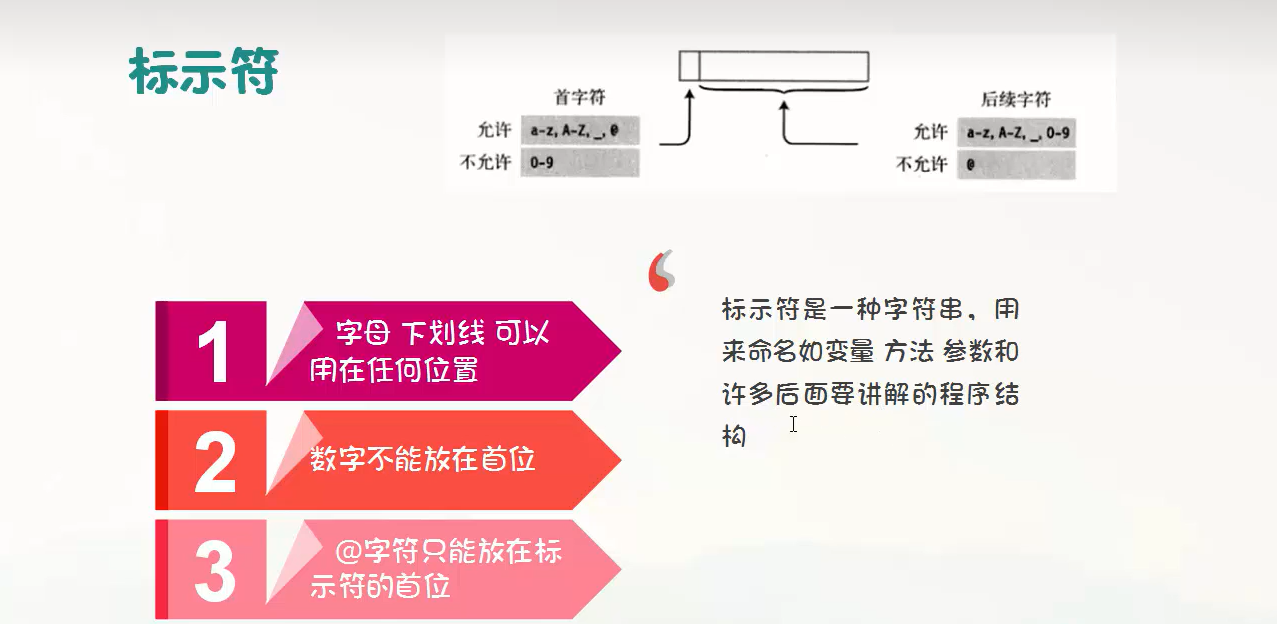 标示符
首字符
允许 a-z, A-Z, _, @
不允许 0-9
后续字符
允许 a-z, A-Z, _, 0-9
不允许 @
1
字母 下划线 可以
用在任何位置
2
数字不能放在首位
3
@字符只能放在标
示符的首位
标示符是一种字符串，用
来命名如变量 方法 参数和
许多后面要讲解的程序结
构